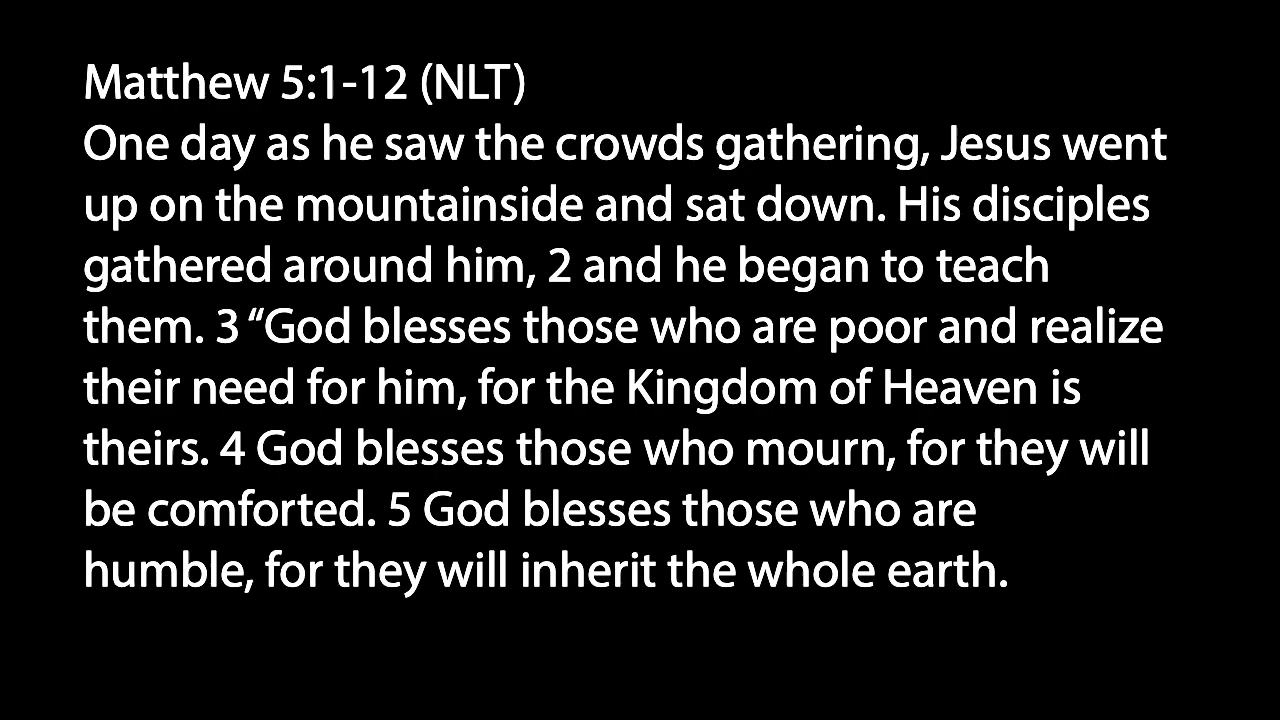 Matthew 5:1-12 (NLT)
One day as he saw the crowds gathering, Jesus went
up on the mountainside and sat down. His disciples
gathered around him, 2 and he began to teach
them. 3 “God blesses those who are poor and realize
their need for him, for the Kingdom of Heaven is
theirs. 4 God blesses those who mourn, for they will
be comforted. 5 God blesses those who are
humble, for they will inherit the whole earth.